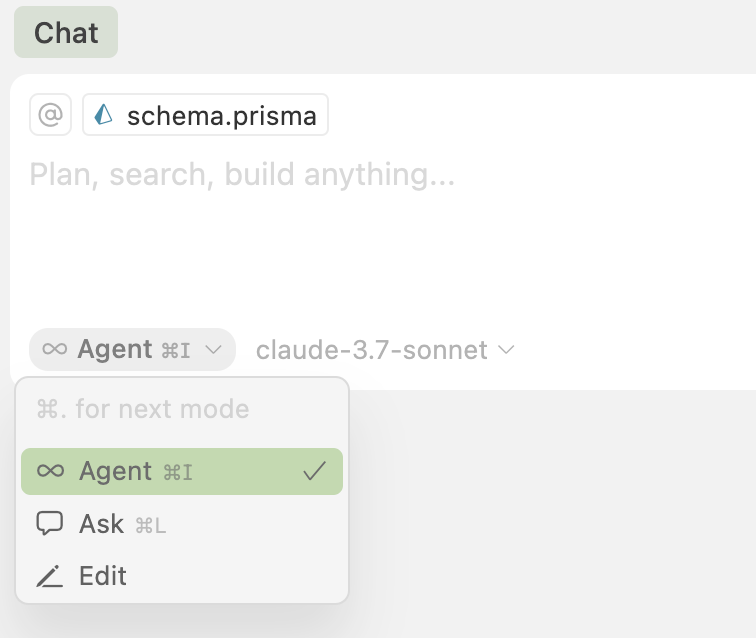 Chat
@ schema.prisma
Plan, search, build anything...
Agent ⌘I claude-3.7-sonnet
⌘. for next mode
Agent ⌘I
Ask ⌘L
Edit